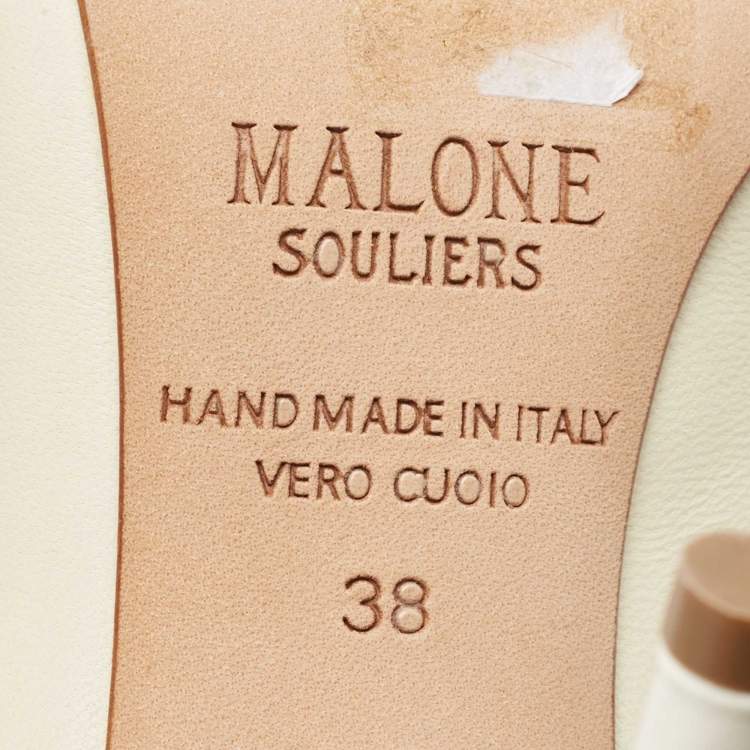 MALONE
SOULIERS
HAND MADE IN ITALY
VERO CUOIO
38